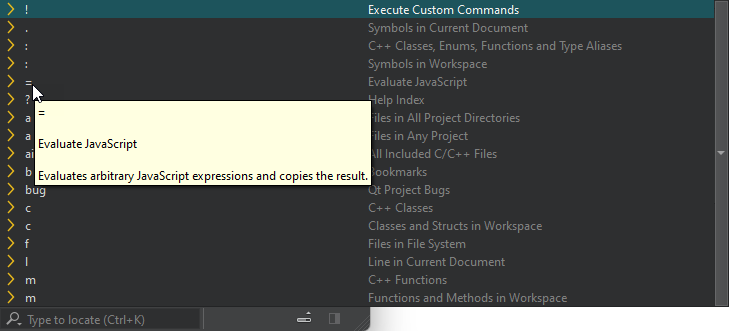 ! Execute Custom Commands
. Symbols in Current Document
: C++ Classes, Enums, Functions and Type Aliases
: Symbols in Workspace
= Evaluate JavaScript
? Help Index
a Files in All Project Directories
a Files in Any Project
ai All Included C/C++ Files
b Bookmarks
bug Qt Project Bugs
c C++ Classes
c Classes and Structs in Workspace
f Files in File System
l Line in Current Document
m C++ Functions
m Functions and Methods in Workspace
=
Evaluate JavaScript
Evaluates arbitrary JavaScript expressions and copies the result.
Type to locate (Ctrl+K)